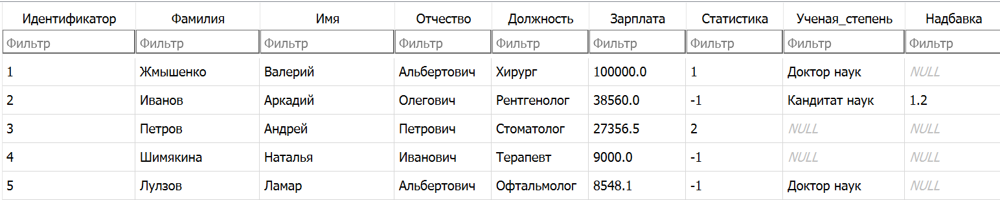 Идентификатор Фамилия Имя Отчество Должность Зарплата Статистика Ученая_степень Надбавка
Фильтр Фильтр Фильтр Фильтр Фильтр Фильтр Фильтр Фильтр Фильтр
1 Жмышенко Валерий Альбертович Хирург 100000.0 1 Доктор наук NULL
2 Иванов Аркадий Олегович Рентгенолог 38560.0 -1 Кандитат наук 1.2
3 Петров Андрей Петрович Стоматолог 27356.5 2 NULL NULL
4 Шимякина Наталья Иванович Терапевт 9000.0 -1 NULL NULL
5 Лулзов Ламар Альбертович Офтальмолог 8548.1 -1 Доктор наук NULL